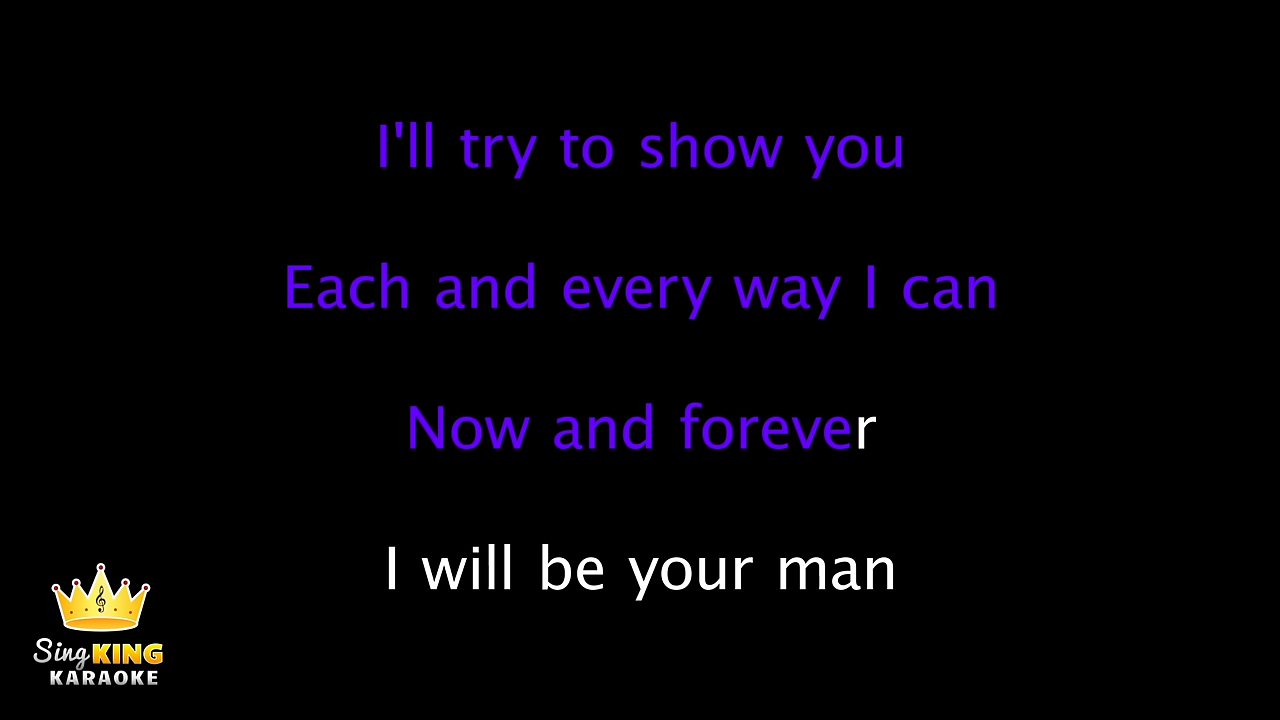 I'll try to show you
Each and every way I can
Now and forever
I will be your man
Sing KING
KARAOKE